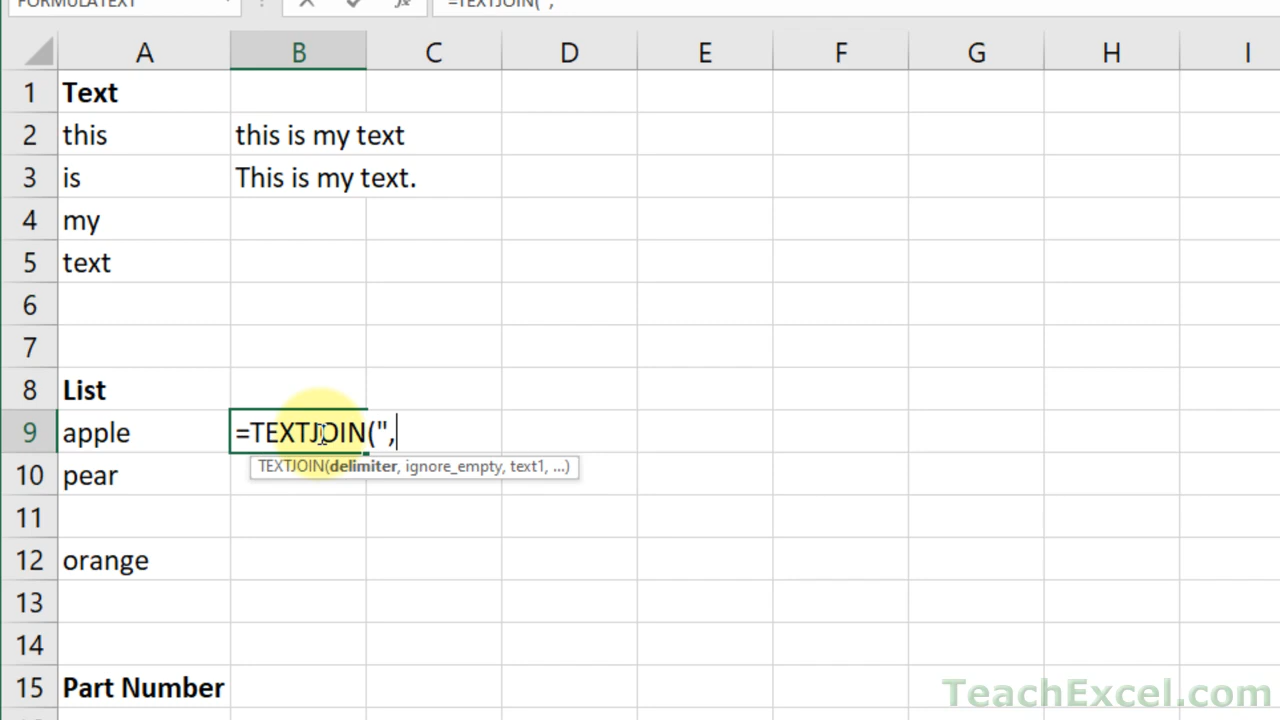 FORMULATEXT fx =TEXTJOIN(",
A B C D E F G H I
1 Text
2 this this is my text
3 is This is my text.
4 my
5 text
6
7
8 List
9 apple =TEXTJOIN(",
TEXTJOIN(delimiter, ignore_empty, text1, ...)
10 pear
11
12 orange
13
14
15 Part Number
TeachExcel.com